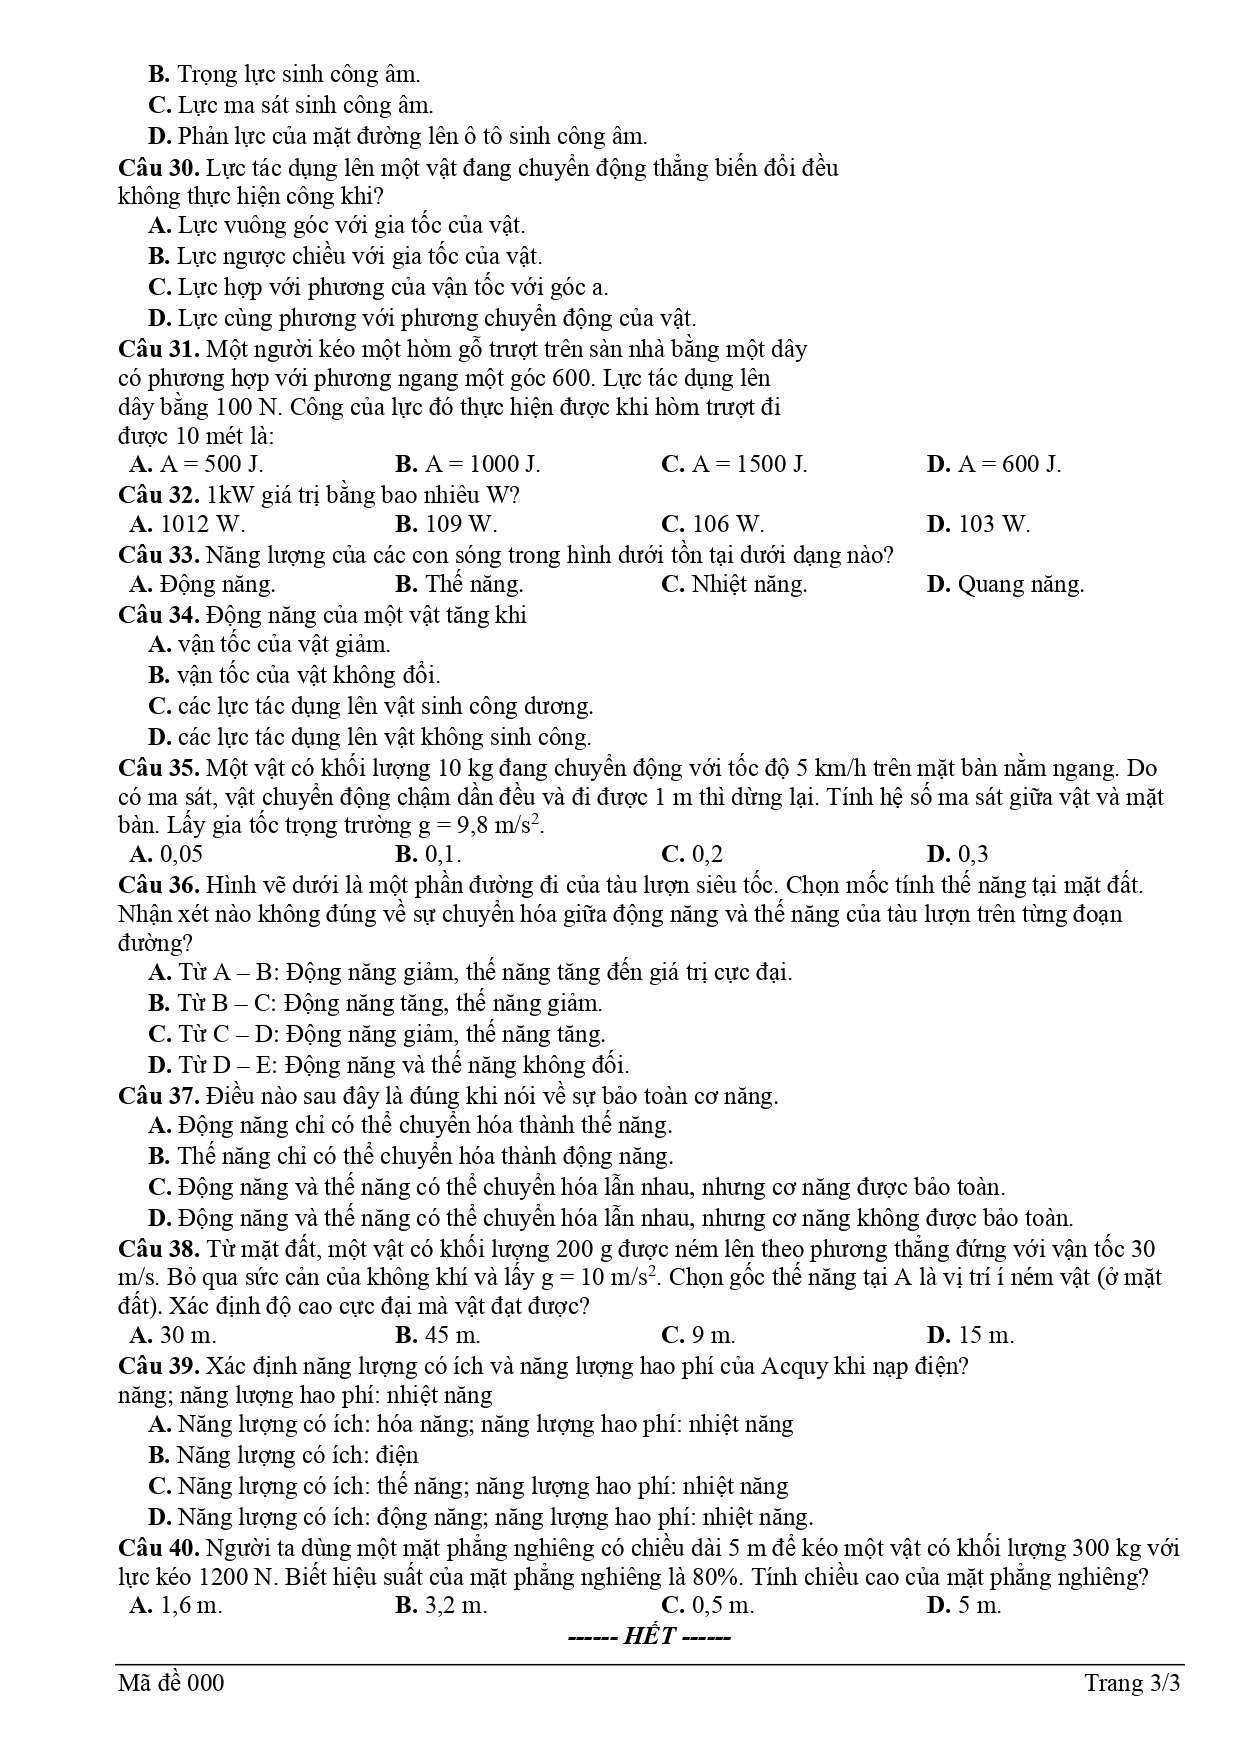 B. Trọng lực sinh công âm.
C. Lực ma sát sinh công âm.
D. Phản lực của mặt đường lên ô tô sinh công âm.
Câu 30. Lực tác dụng lên một vật đang chuyển động thẳng biến đổi đều
không thực hiện công khi?
A. Lực vuông góc với gia tốc của vật.
B. Lực ngược chiều với gia tốc của vật.
C. Lực hợp với phương của vận tốc với góc a.
D. Lực cùng phương với phương chuyển động của vật.
Câu 31. Một người kéo một hòm gỗ trượt trên sàn nhà bằng một dây
có phương hợp với phương ngang một góc 600. Lực tác dụng lên
dây bằng 100 N. Công của lực đó thực hiện được khi hòm trượt đi
được 10 mét là:
A. A = 500 J. B. A = 1000 J. C. A = 1500 J. D. A = 600 J.
Câu 32. 1kW giá trị bằng bao nhiêu W?
A. 1012 W. B. 109 W. C. 106 W. D. 103 W.
Câu 33. Năng lượng của các con sóng trong hình dưới tồn tại dưới dạng nào?
A. Động năng. B. Thế năng. C. Nhiệt năng. D. Quang năng.
Câu 34. Động năng của một vật tăng khi
A. vận tốc của vật giảm.
B. vận tốc của vật không đổi.
C. các lực tác dụng lên vật sinh công dương.
D. các lực tác dụng lên vật không sinh công.
Câu 35. Một vật có khối lượng 10 kg đang chuyển động với tốc độ 5 km/h trên mặt bàn nằm ngang. Do
có ma sát, vật chuyển động chậm dần đều và đi được 1 m thì dừng lại. Tính hệ số ma sát giữa vật và mặt
bàn. Lấy gia tốc trọng trường g = 9,8 m/s².
A. 0,05 B. 0,1. C. 0,2 D. 0,3
Câu 36. Hình vẽ dưới là một phần đường đi của tàu lượn siêu tốc. Chọn mốc tính thế năng tại mặt đất.
Nhận xét nào không đúng về sự chuyển hóa giữa động năng và thế năng của tàu lượn trên từng đoạn
đường?
A. Từ A – B: Động năng giảm, thế năng tăng đến giá trị cực đại.
B. Từ B – C: Động năng tăng, thế năng giảm.
C. Từ C – D: Động năng giảm, thế năng tăng.
D. Từ D – E: Động năng và thế năng không đối.
Câu 37. Điều nào sau đây là đúng khi nói về sự bảo toàn cơ năng.
A. Động năng chỉ có thể chuyển hóa thành thế năng.
B. Thế năng chỉ có thể chuyển hóa thành động năng.
C. Động năng và thế năng có thể chuyển hóa lẫn nhau, nhưng cơ năng được bảo toàn.
D. Động năng và thế năng có thể chuyển hóa lẫn nhau, nhưng cơ năng không được bảo toàn.
Câu 38. Từ mặt đất, một vật có khối lượng 200 g được ném lên theo phương thẳng đứng với vận tốc 30
m/s. Bỏ qua sức cản của không khí và lấy g = 10 m/s². Chọn gốc thế năng tại A là vị trí í ném vật (ở mặt
đất). Xác định độ cao cực đại mà vật đạt được?
A. 30 m. B. 45 m. C. 9 m. D. 15 m.
Câu 39. Xác định năng lượng có ích và năng lượng hao phí của Acquy khi nạp điện?
năng; năng lượng hao phí: nhiệt năng
A. Năng lượng có ích: hóa năng; năng lượng hao phí: nhiệt năng
B. Năng lượng có ích: điện
C. Năng lượng có ích: thế năng; năng lượng hao phí: nhiệt năng
D. Năng lượng có ích: động năng; năng lượng hao phí: nhiệt năng.
Câu 40. Người ta dùng một mặt phẳng nghiêng có chiều dài 5 m để kéo một vật có khối lượng 300 kg với
lực kéo 1200 N. Biết hiệu suất của mặt phẳng nghiêng là 80%. Tính chiều cao của mặt phẳng nghiêng?
A. 1,6 m. B. 3,2 m. C. 0,5 m. D. 5 m.
------ HẾT ------
Mã đề 000 Trang 3/3